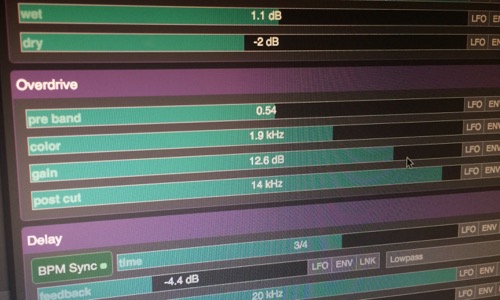 wet 1.1 dB LFO
dry -2 dB LFO
Overdrive
pre band 0.54 LFO ENV
color 1.9 kHz LFO ENV
gain 12.6 dB LFO ENV
post cut 14 kHz LFO ENV
Delay LFO ENV
BPM Sync time 3/4
LFO ENV LNK Lowpass
feedback -4.4 dB LFO ENV
20 kHz LFO ENV